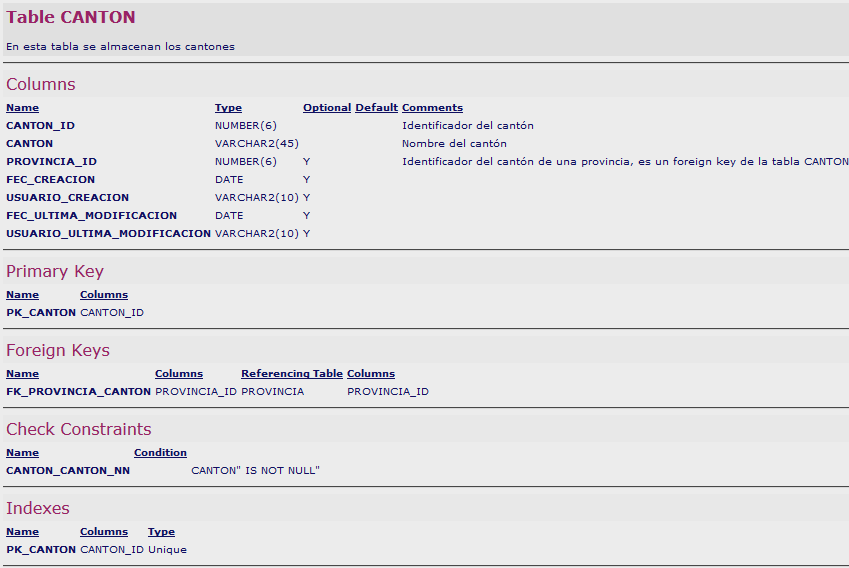 Table CANTON
En esta tabla se almacenan los cantones
Columns
Name Type Optional Default Comments
CANTON_ID NUMBER(6) Identificador del cantón
CANTON VARCHAR2(45) Nombre del cantón
PROVINCIA_ID NUMBER(6) Y Identificador del cantón de una provincia, es un foreign key de la tabla CANTON
FEC_CREACION DATE Y
USUARIO_CREACION VARCHAR2(10) Y
FEC_ULTIMA_MODIFICACION DATE Y
USUARIO_ULTIMA_MODIFICACION VARCHAR2(10) Y
Primary Key
Name Columns
PK_CANTON CANTON_ID
Foreign Keys
Name Columns Referencing Table Columns
FK_PROVINCIA_CANTON PROVINCIA_ID PROVINCIA PROVINCIA_ID
Check Constraints
Name Condition
CANTON_CANTON_NN CANTON" IS NOT NULL"
Indexes
Name Columns Type
PK_CANTON CANTON_ID Unique